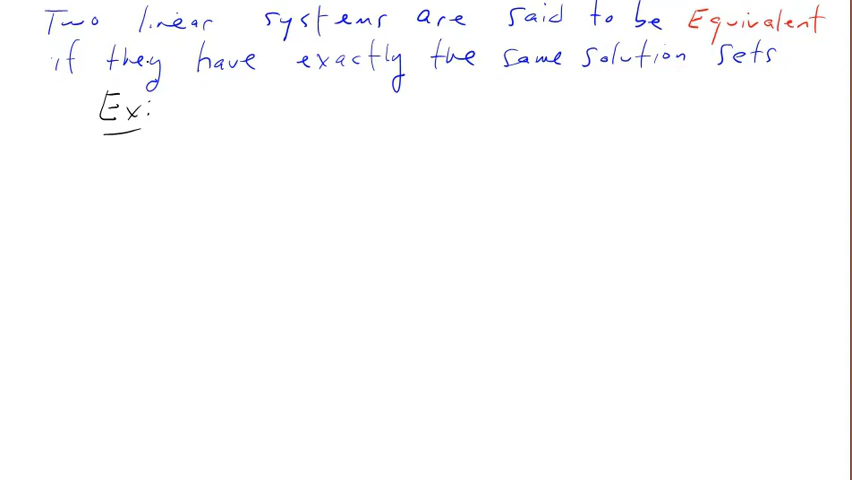 Two linear systems are said to be Equivalent
if they have exactly the same solution sets
Ex: